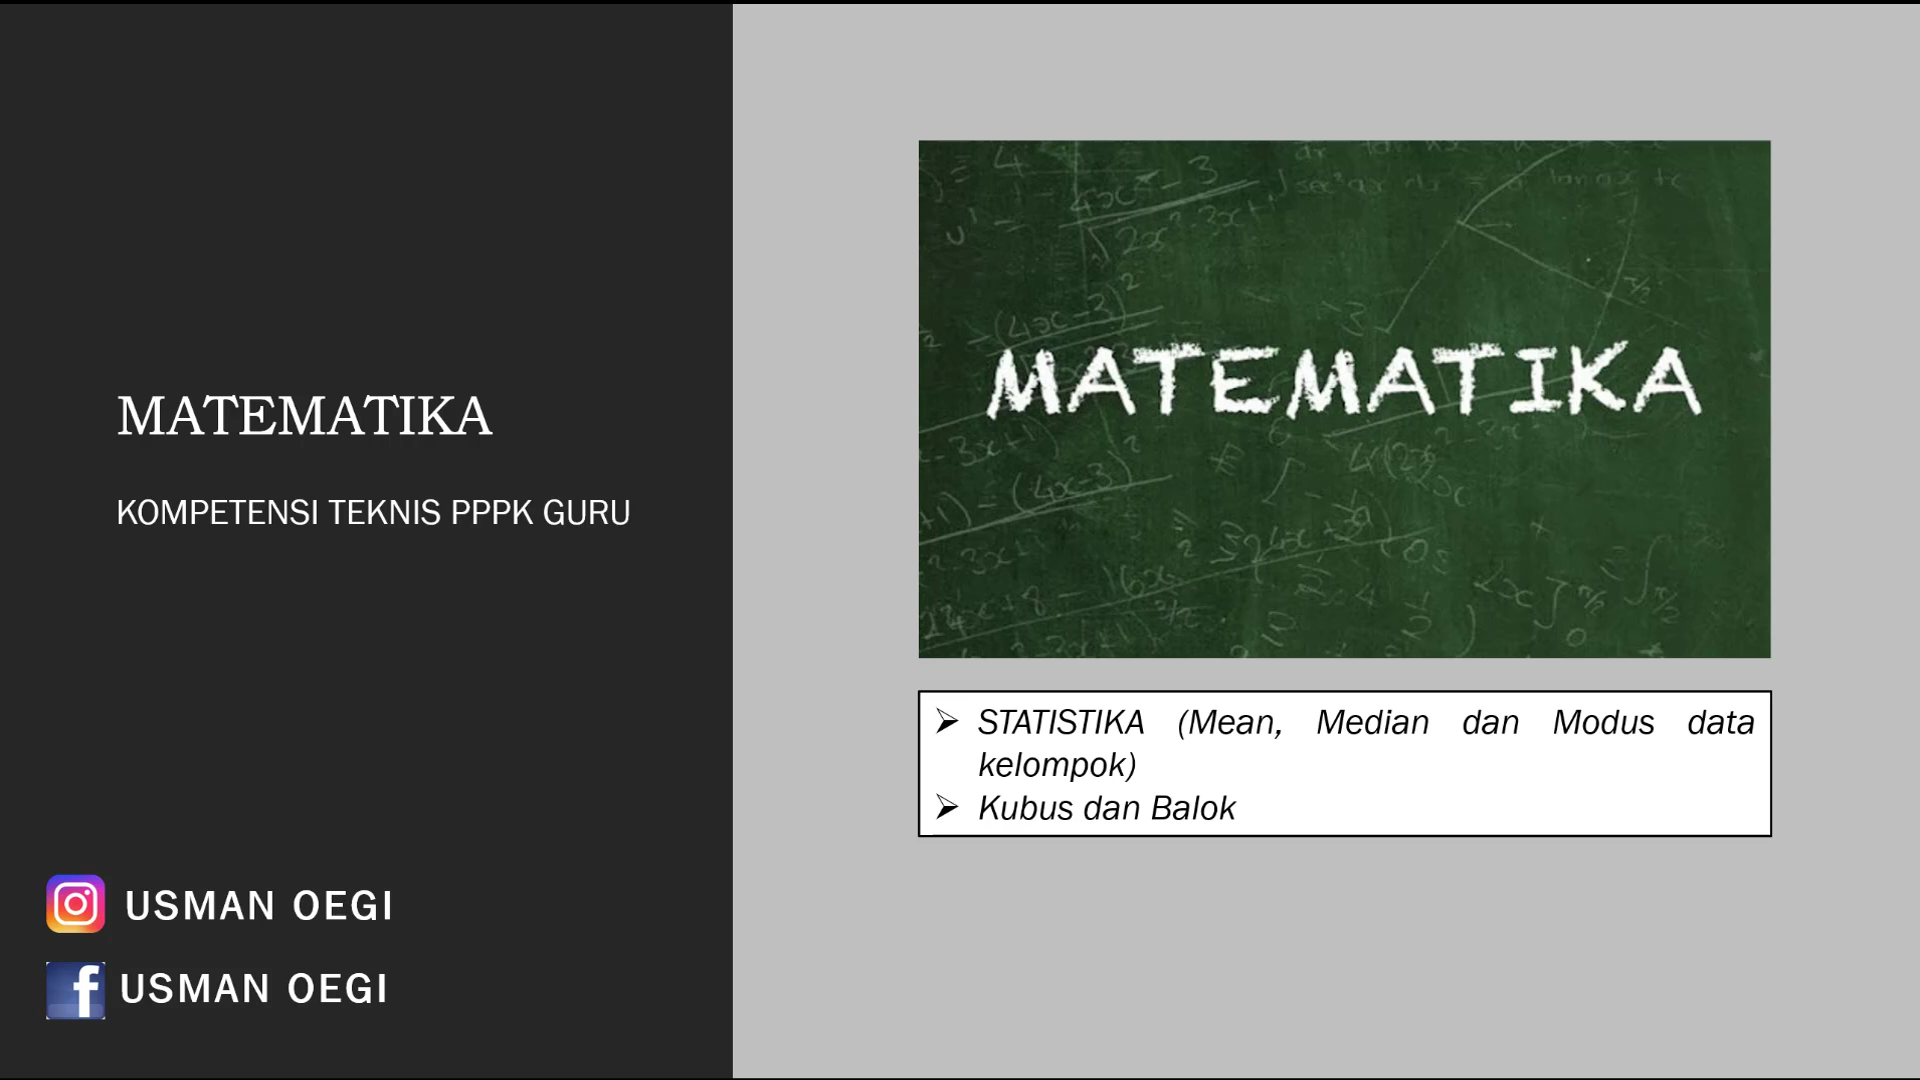 MATEMATIKA
KOMPETENSI TEKNIS PPPK GURU
USMAN OEGI
USMAN OEGI
MATEMATIKA
➢ STATISTIKA (Mean, Median dan Modus data
kelompok)
➢ Kubus dan Balok